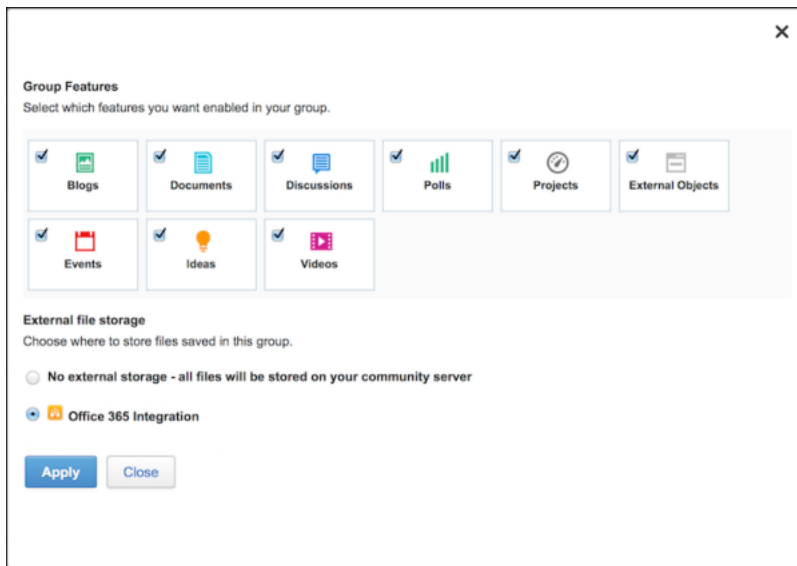 Group Features
Select which features you want enabled in your group.
Blogs
Documents
Discussions
Polls
Projects
External Objects
Events
Ideas
Videos
External file storage
Choose where to store files saved in this group.
No external storage - all files will be stored on your community server
Office 365 Integration
Apply
Close